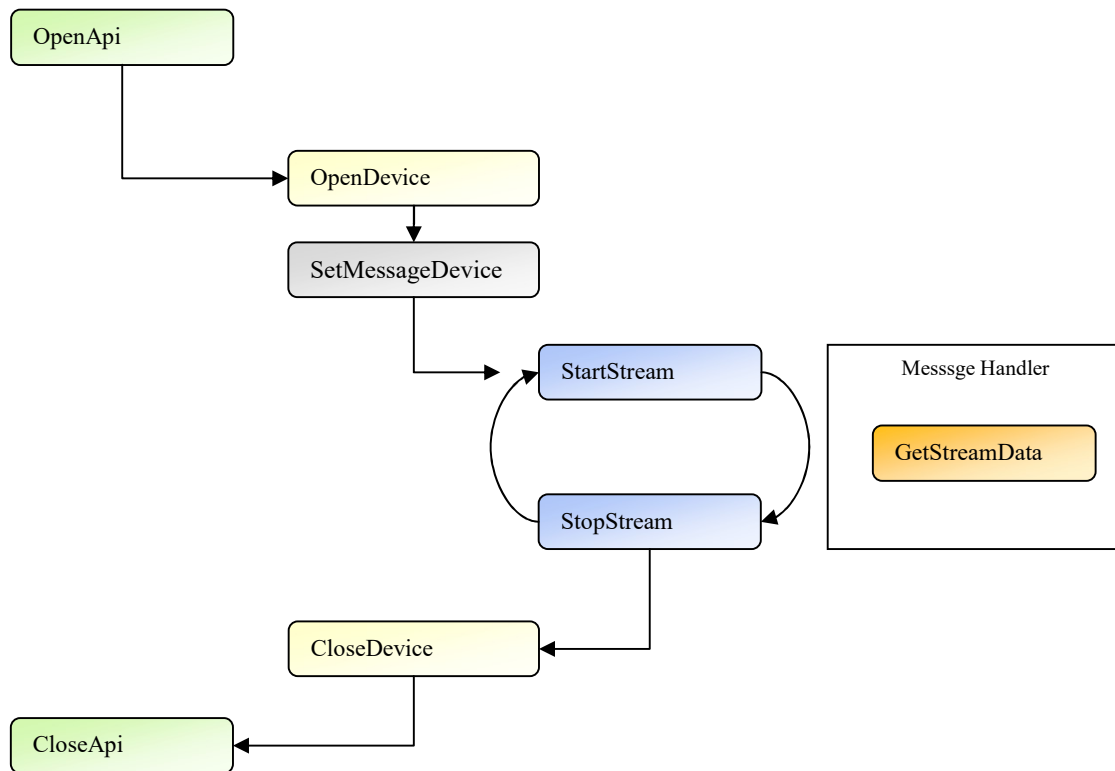 OpenApi
OpenDevice
SetMessageDevice
StartStream
Messsge Handler
GetStreamData
StopStream
CloseDevice
CloseApi